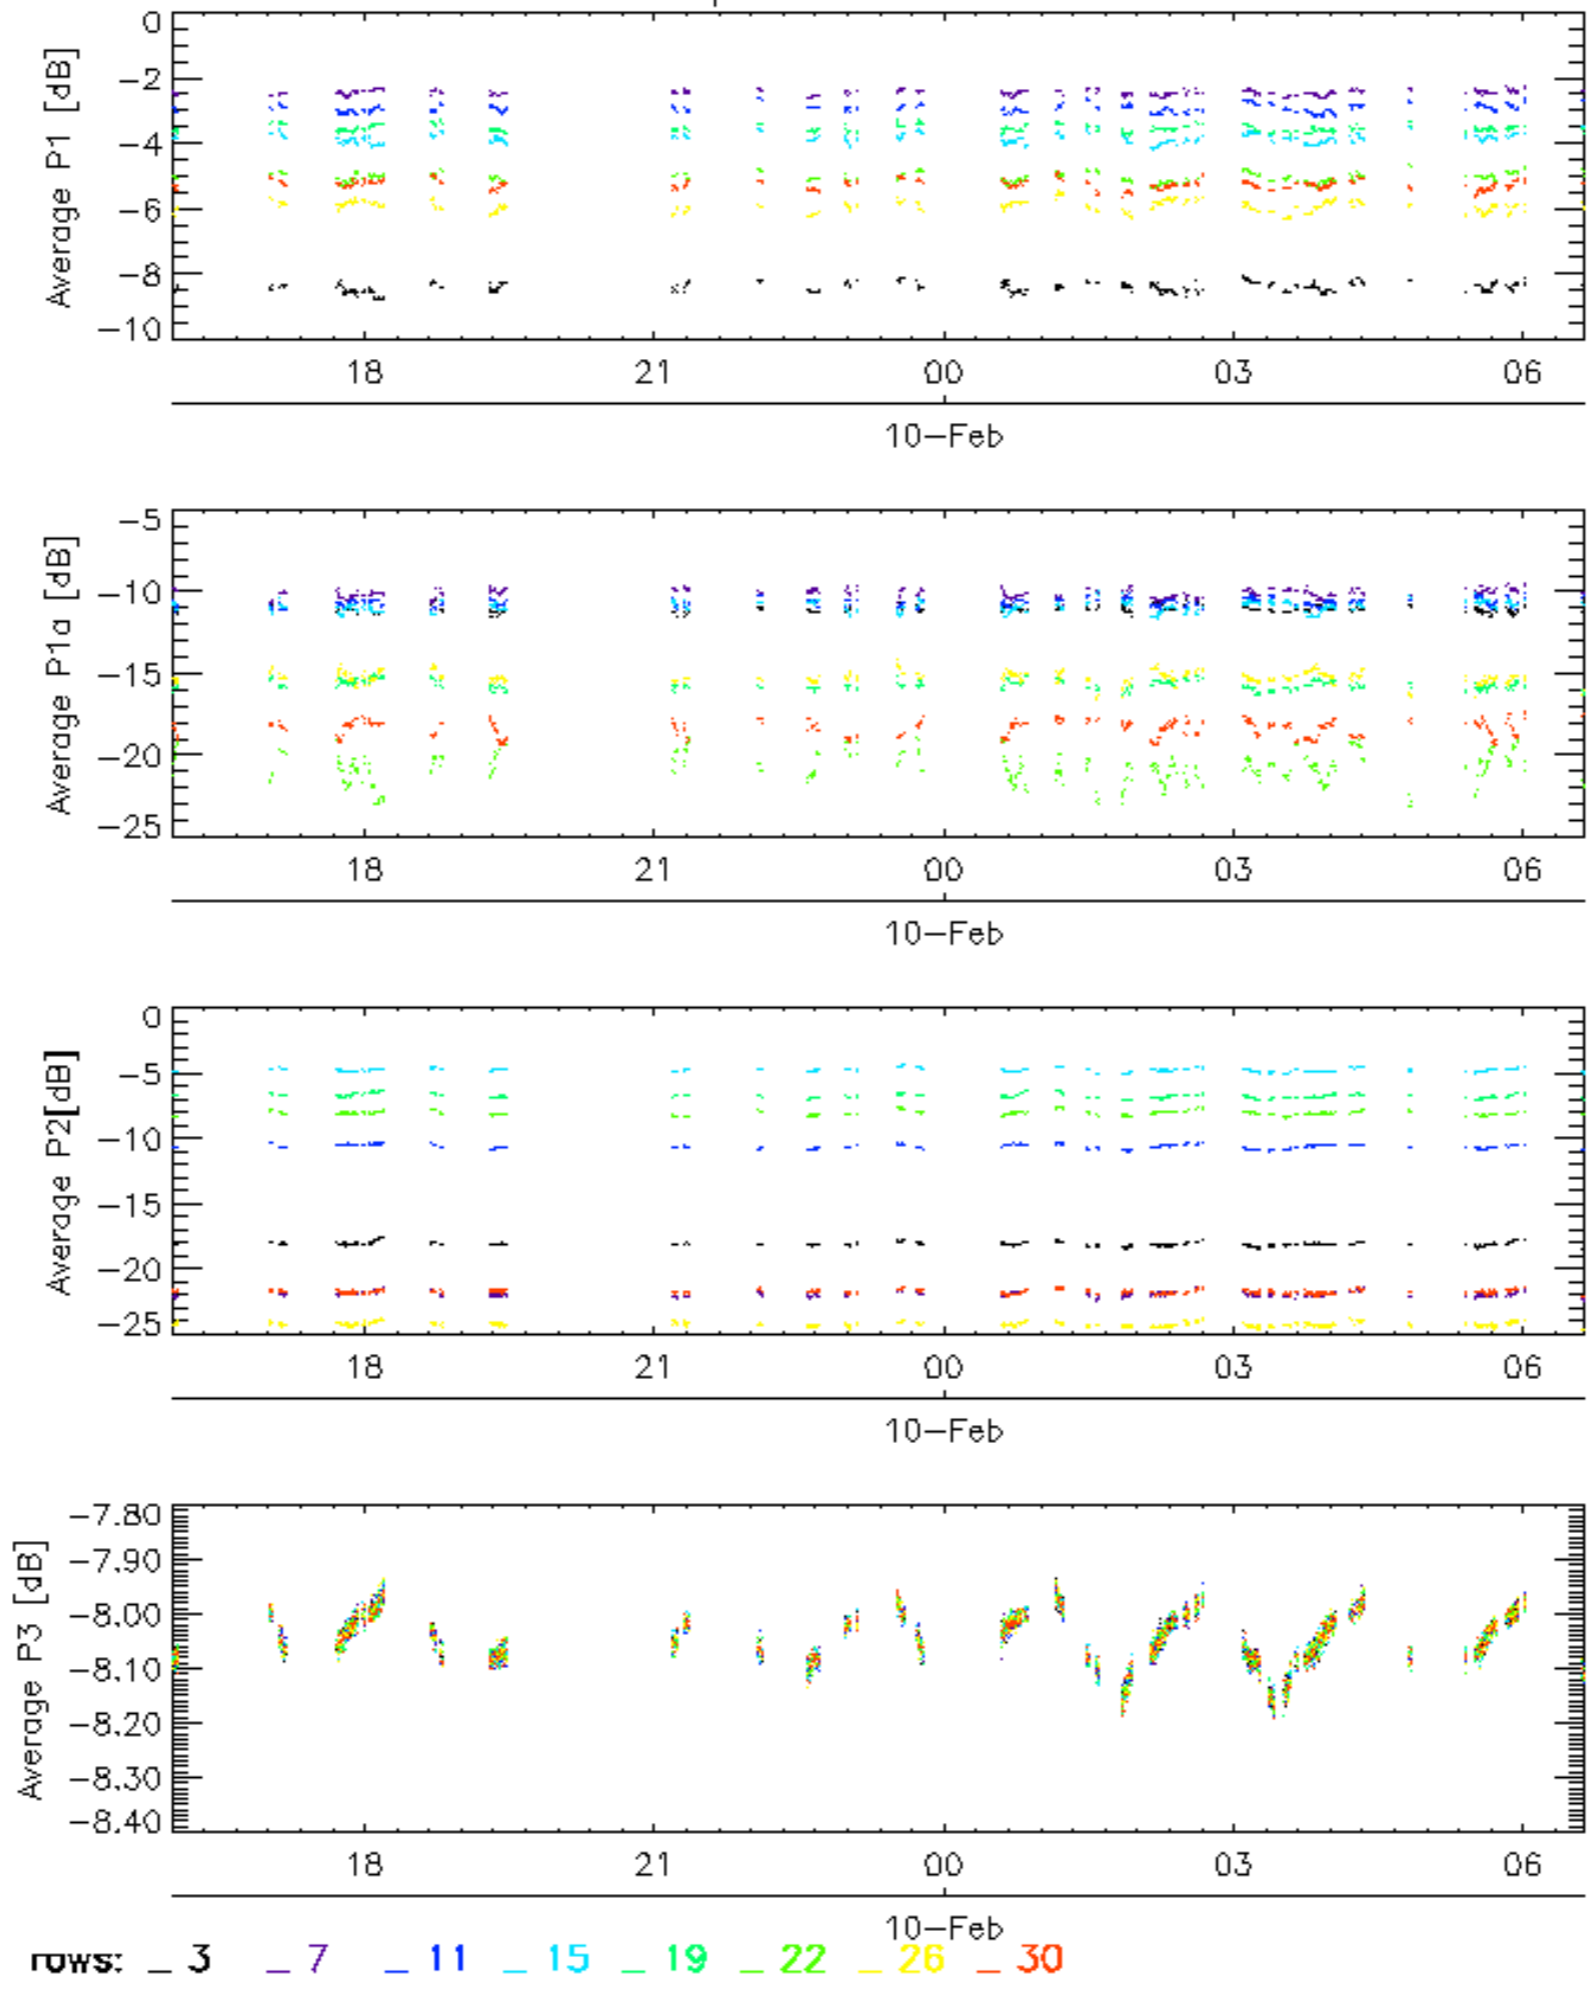 Average P1 [dB]
0
−2
−4
−6
−8
−10
18 21 00 03 06
10−Feb
Average P1a [dB]
−5
−10
−15
−20
−25
18 21 00 03 06
10−Feb
Average P2[dB]
0
−5
−10
−15
−20
−25
18 21 00 03 06
10−Feb
Average P3 [dB]
−7.80
−7.90
−8.00
−8.10
−8.20
−8.30
−8.40
18 21 00 03 06
10−Feb
rows: _ 3 _ 7 _ 11 _ 15 _ 19 _ 22 _ 26 _ 30